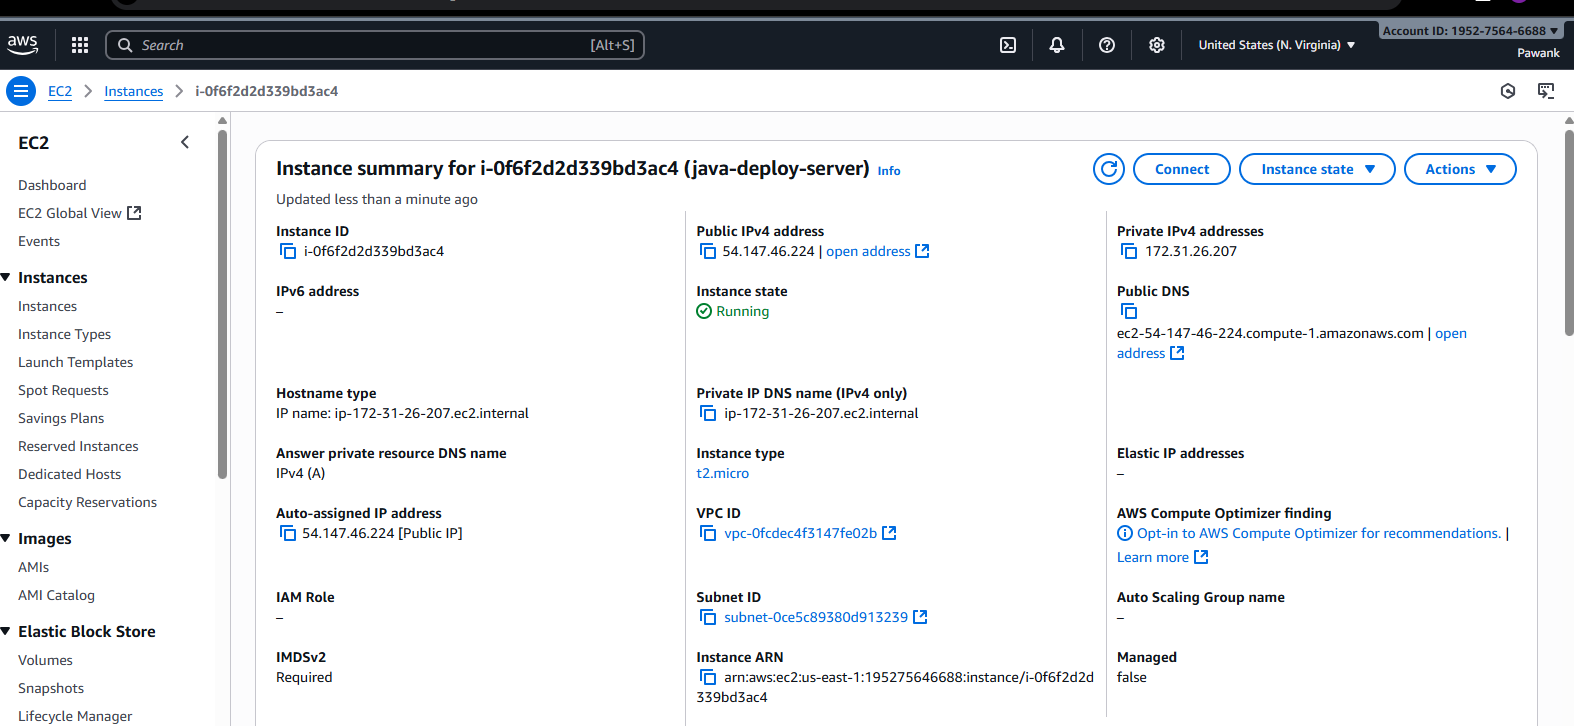 aws
Search
[Alt+S]
United States (N. Virginia)
Account ID: 1952-7564-6688
Pawank
EC2
Instances
i-0f6f2d2d339bd3ac4
EC2
Dashboard
EC2 Global View
Events
Instances
Instances
Instance Types
Launch Templates
Spot Requests
Savings Plans
Reserved Instances
Dedicated Hosts
Capacity Reservations
Images
AMIs
AMI Catalog
Elastic Block Store
Volumes
Snapshots
Lifecycle Manager
Instance summary for i-0f6f2d2d339bd3ac4 (java-deploy-server) Info
Updated less than a minute ago
Connect
Instance state
Actions
Instance ID
i-0f6f2d2d339bd3ac4
Public IPv4 address
54.147.46.224 | open address
Private IPv4 addresses
172.31.26.207
IPv6 address
–
Instance state
Running
Public DNS
ec2-54-147-46-224.compute-1.amazonaws.com | open
address
Hostname type
IP name: ip-172-31-26-207.ec2.internal
Private IP DNS name (IPv4 only)
ip-172-31-26-207.ec2.internal
Answer private resource DNS name
IPv4 (A)
Instance type
t2.micro
Elastic IP addresses
–
Auto-assigned IP address
54.147.46.224 [Public IP]
VPC ID
vpc-0fcdec4f3147fe02b
AWS Compute Optimizer finding
Opt-in to AWS Compute Optimizer for recommendations. |
Learn more
IAM Role
–
Subnet ID
subnet-0ce5c89380d913239
Auto Scaling Group name
–
IMDSv2
Required
Instance ARN
arn:aws:ec2:us-east-1:195275646688:instance/i-0f6f2d2d
339bd3ac4
Managed
false